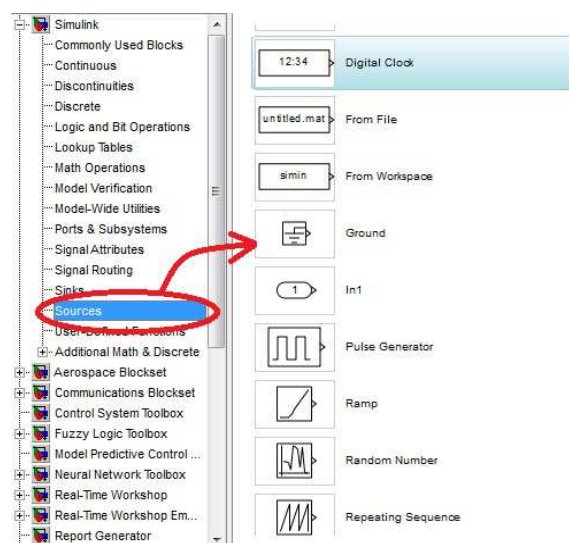 Simulink
Commonly Used Blocks
Continuous
Discontinuities
Discrete
Logic and Bit Operations
Lookup Tables
Math Operations
Model Verification
Model-Wide Utilities
Ports & Subsystems
Signal Attributes
Signal Routing
Sinks
Sources
User-Defined Functions
Additional Math & Discrete
Aerospace Blockset
Communications Blockset
Control System Toolbox
Fuzzy Logic Toolbox
Model Predictive Control ...
Neural Network Toolbox
Real-Time Workshop
Real-Time Workshop Em...
Report Generator
12:34 Digital Clock
untitled.mat From File
simin From Workspace
Ground
1 In1
Pulse Generator
Ramp
Random Number
Repeating Sequence